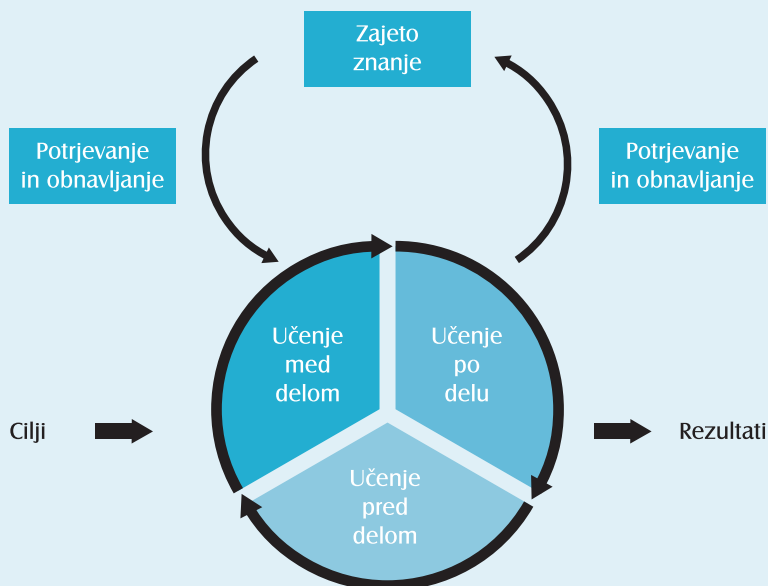 Zajeto
znanje
Potrjevanje
in obnavljanje
Potrjevanje
in obnavljanje
Učenje
med
delom
Učenje
po
delu
Cilji
Rezultati
Učenje
pred
delom